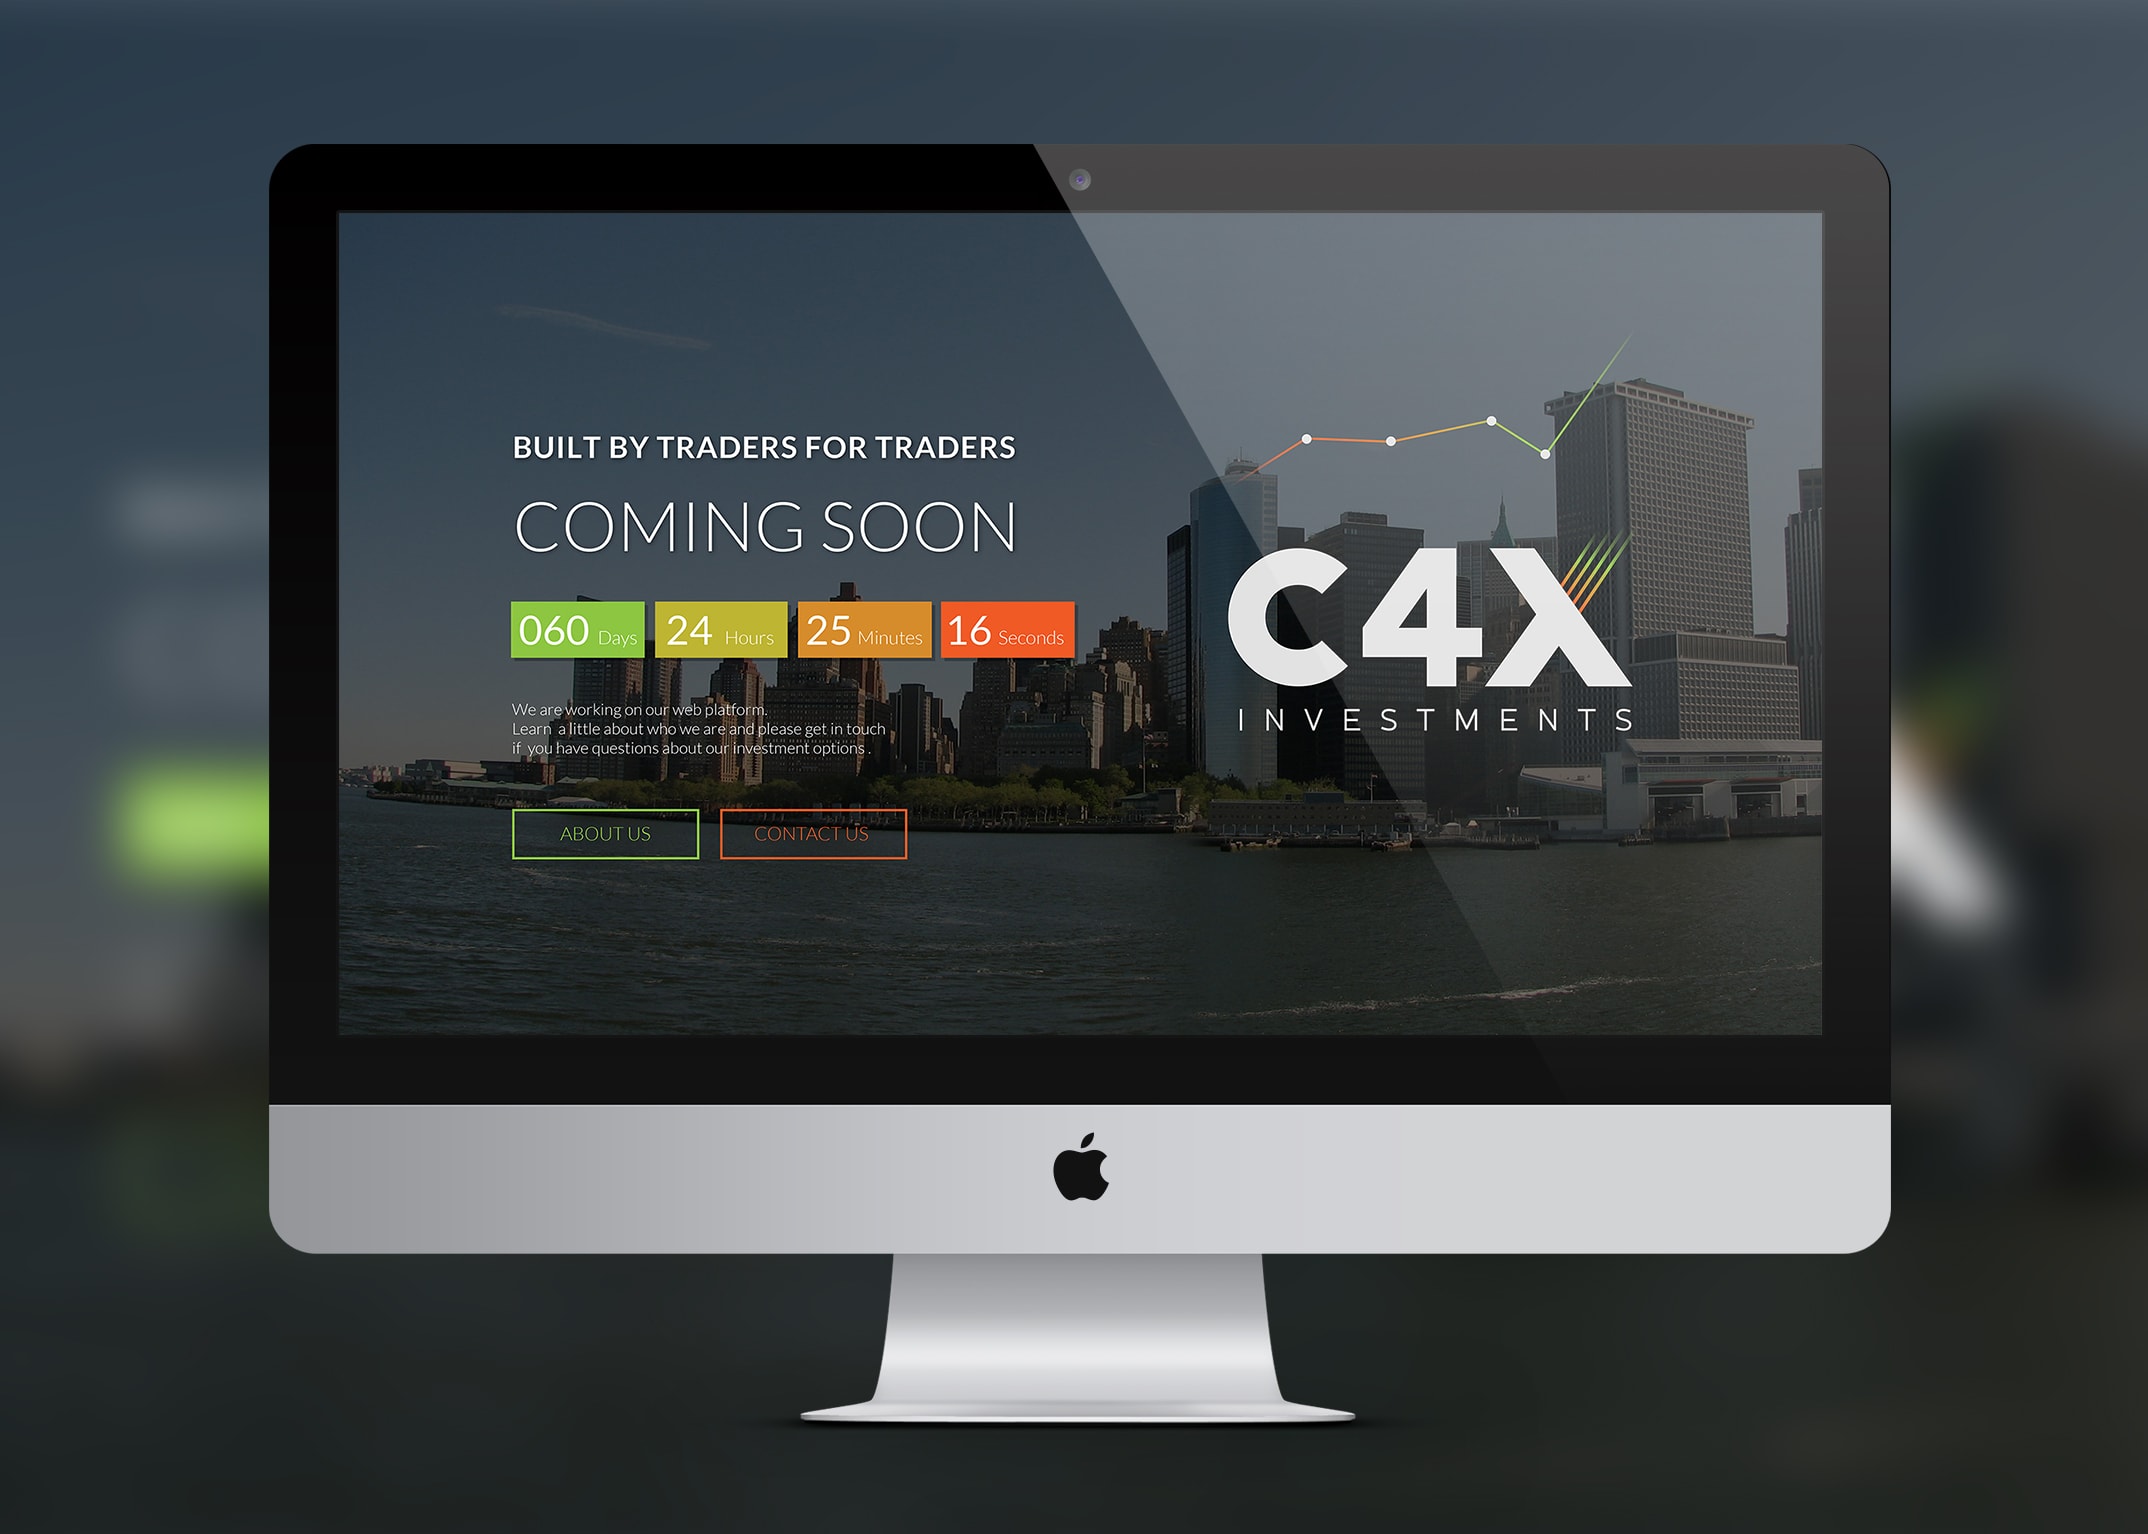 BUILT BY TRADERS FOR TRADERS
COMING SOON
060 Days 24 Hours 25 Minutes 16 Seconds
We are working on our web platform.
Learn a little about who we are and please get in touch
if you have questions about our investment options .
ABOUT US CONTACT US
C4X
INVESTMENTS